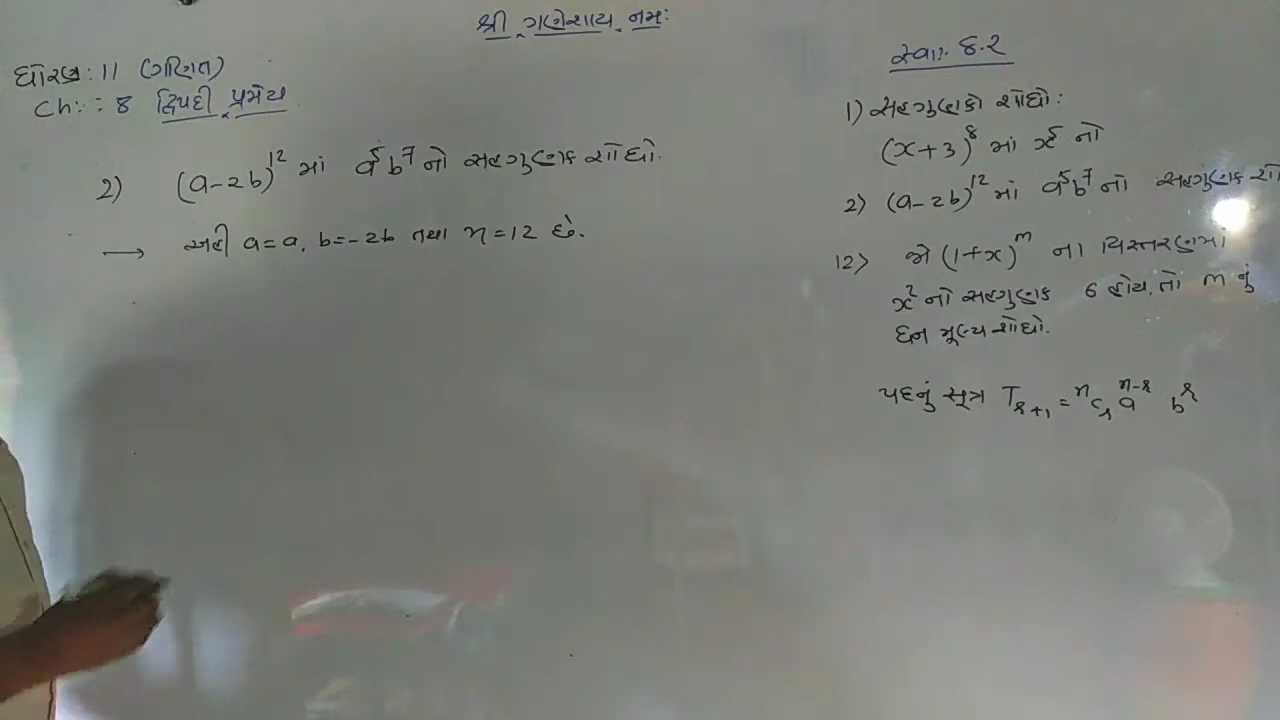 શ્રી ગણેશાય નમઃ
ધોરણ : 11 (ગણિત)
Ch : 8 દ્વિપદી પ્રમેય
2) (a-2b)¹² માં a⁵b⁷ નો સહગુણક શોધો.
→ અહીં a=a, b=-2b તથા n=12 છે.
સ્વા. 8.2
1) સહગુણકો શોધો :
(x+3)⁸ માં x⁵ નો
2) (a-2b)¹² માં a⁵b⁷ નો સહગુણક શો
12) જો (1+x)ᵐ ના વિસ્તરણમાં
x² નો સહગુણક 6 હોય, તો m નું
ધન મૂલ્ય શોધો.
પદનું સૂત્ર Tᵣ₊₁ = ⁿCᵣ aⁿ⁻ʳ bʳ